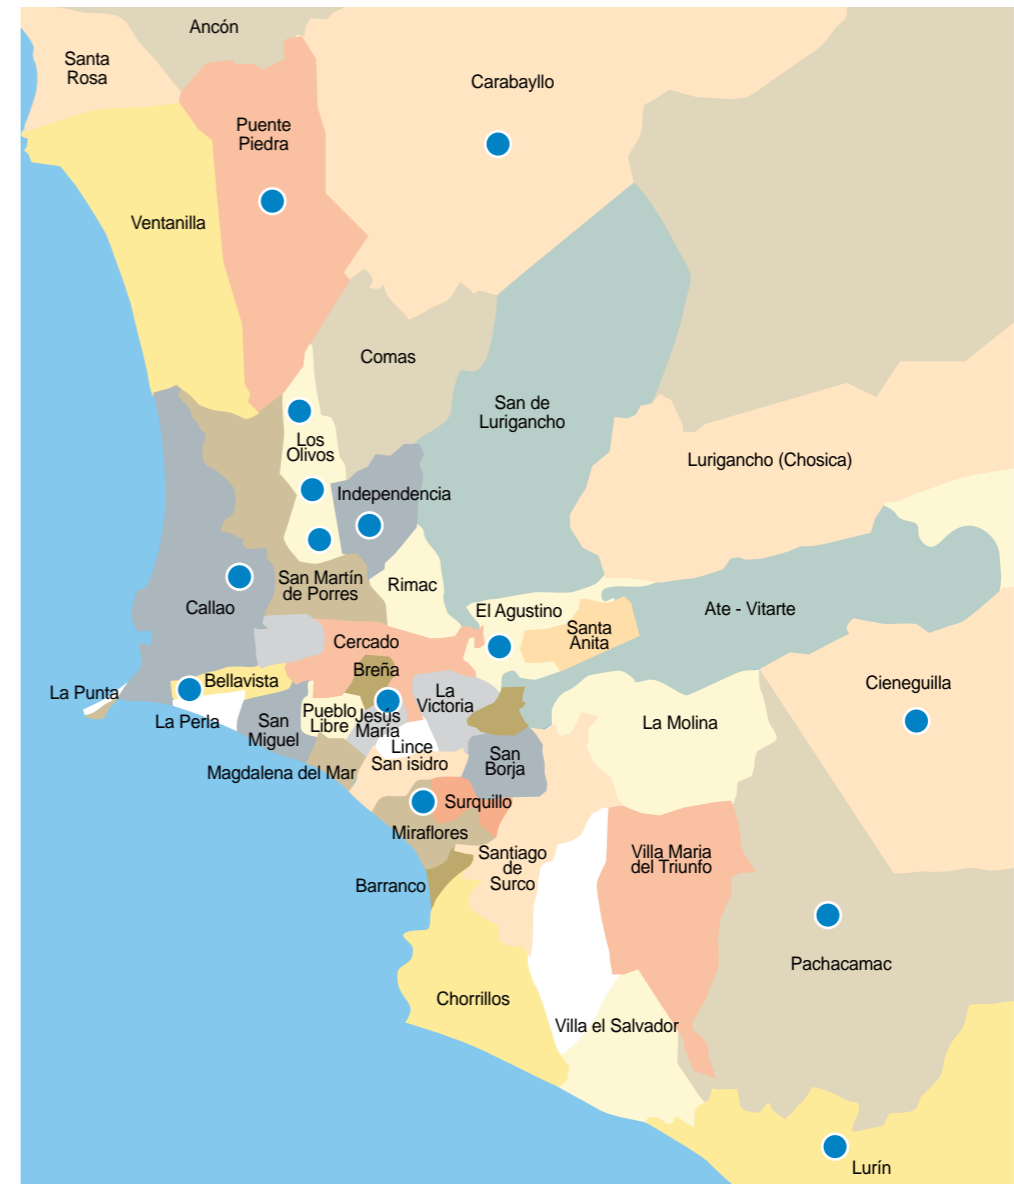 Ancón
Santa
Rosa
Carabayllo
Puente
Piedra
Ventanilla
Comas
San de
Lurigancho
Los
Olivos
Lurigancho (Chosica)
Independencia
San Martín
de Porres
Rimac
Callao
El Agustino
Santa
Anita
Ate - Vitarte
Cercado
Breña
Bellavista
La Punta
La Perla
La
Victoria
Cieneguilla
Pueblo
Libre
Jesús
María
San
Miguel
La Molina
Lince
San isidro
San
Borja
Magdalena del Mar
Surquillo
Miraflores
Santiago
de
Surco
Villa Maria
del Triunfo
Barranco
Pachacamac
Chorrillos
Villa el Salvador
Lurín